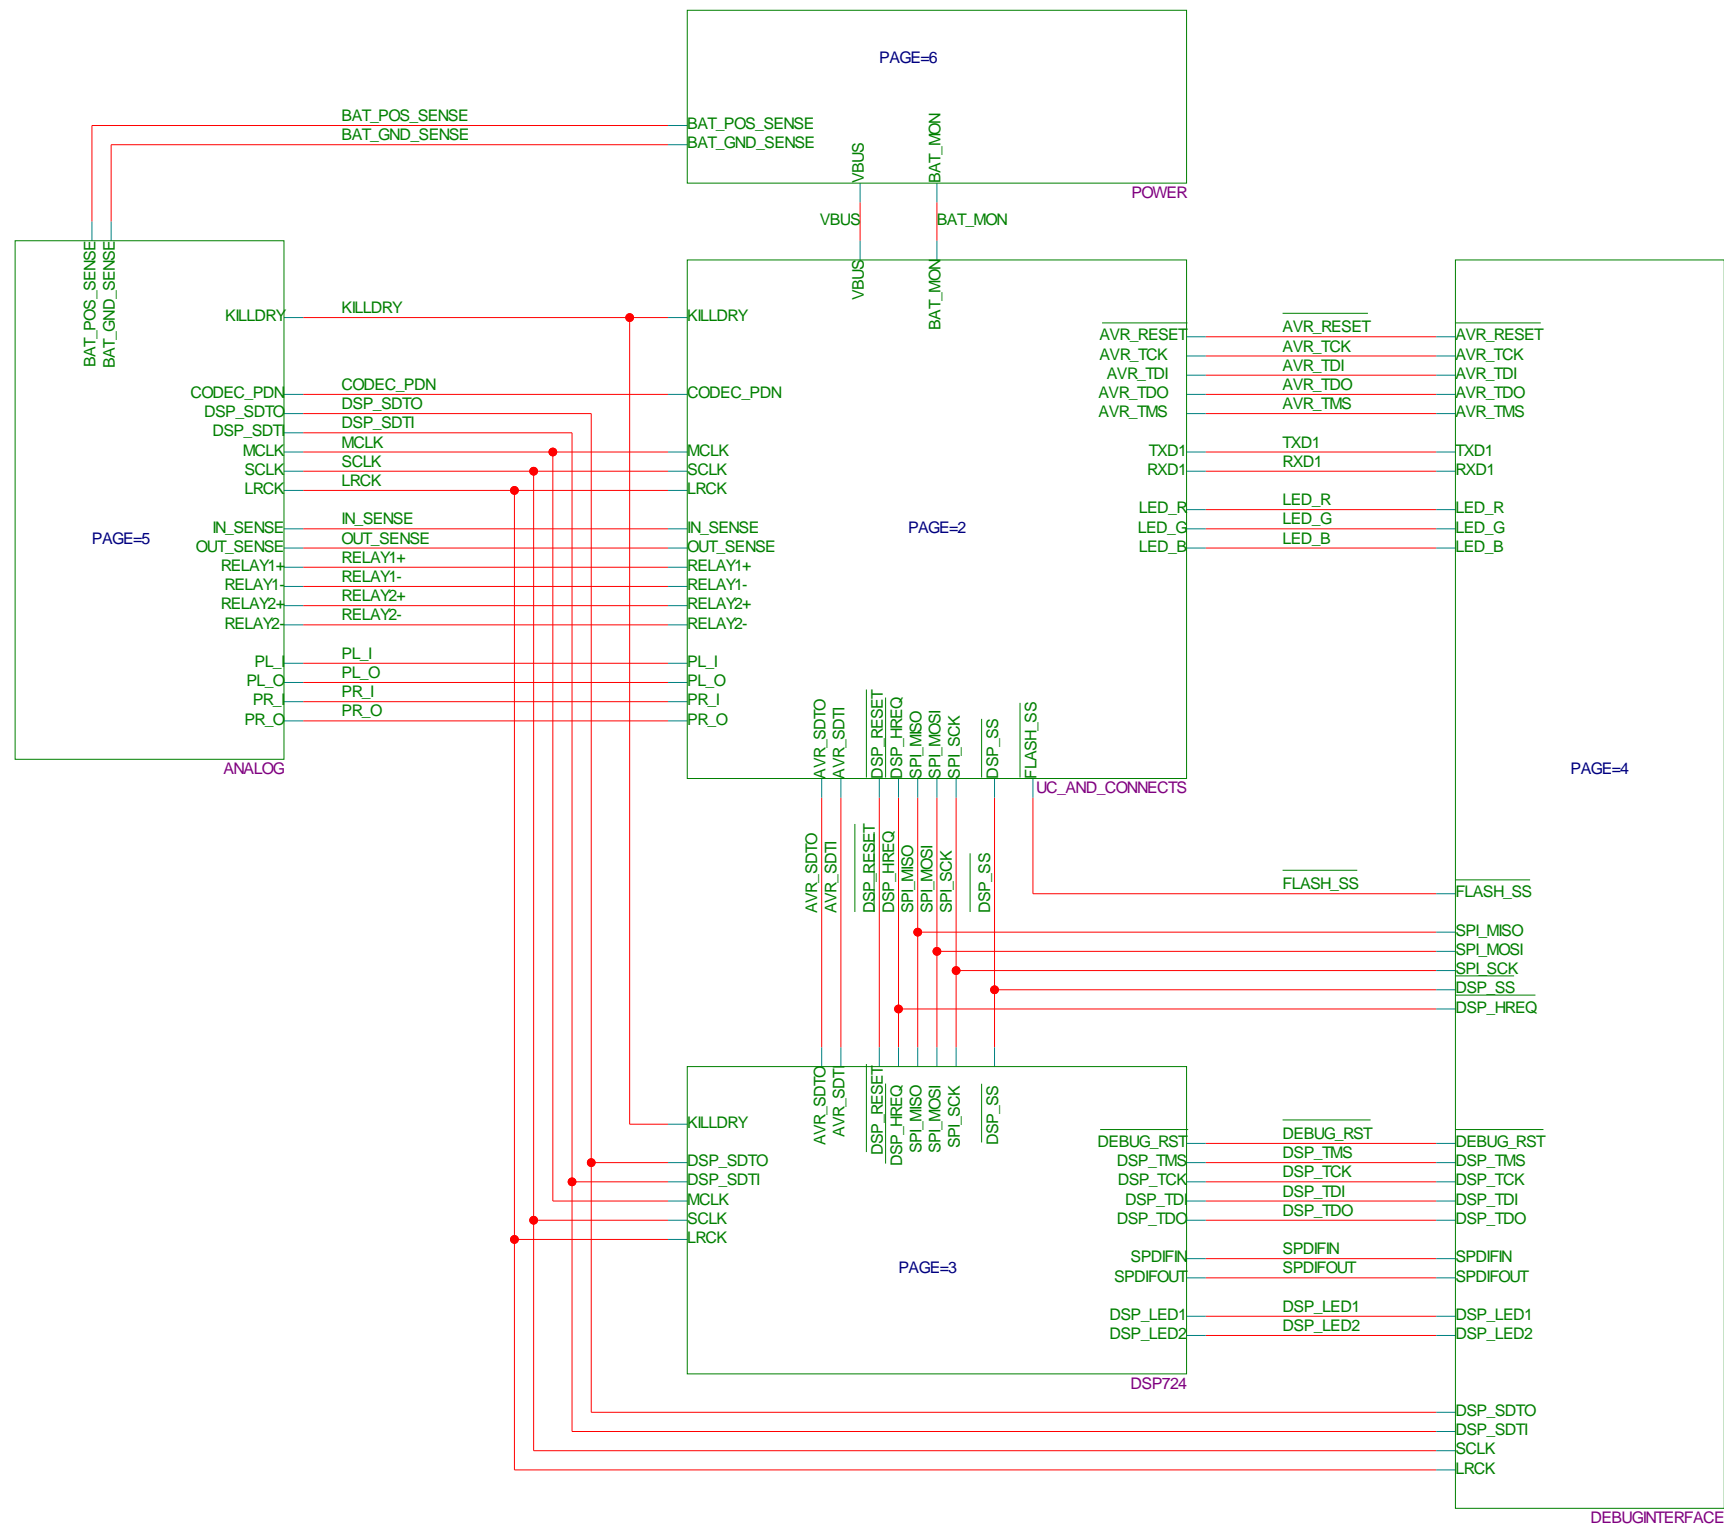 PAGE=6
BAT_POS_SENSE
BAT_GND_SENSE
BAT_POS_SENSE
BAT_GND_SENSE
VBUS
BAT_MON
POWER
VBUS
BAT_MON
BAT_POS_SENSE
BAT_GND_SENSE
KILLDRY
CODEC_PDN
DSP_SDTO
DSP_SDTI
MCLK
SCLK
LRCK
IN_SENSE
OUT_SENSE
RELAY1+
RELAY1-
RELAY2+
RELAY2-
PL_I
PL_O
PR_I
PR_O
PAGE=5
ANALOG
KILLDRY
CODEC_PDN
DSP_SDTO
DSP_SDTI
MCLK
SCLK
LRCK
IN_SENSE
OUT_SENSE
RELAY1+
RELAY1-
RELAY2+
RELAY2-
PL_I
PL_O
PR_I
PR_O
VBUS
BAT_MON
KILLDRY
CODEC_PDN
MCLK
SCLK
LRCK
IN_SENSE
OUT_SENSE
RELAY1+
RELAY1-
RELAY2+
RELAY2-
PL_I
PL_O
PR_I
PR_O
PAGE=2
AVR_RESET
AVR_TCK
AVR_TDI
AVR_TDO
AVR_TMS
TXD1
RXD1
LED_R
LED_G
LED_B
AVR_SDTO
AVR_SDTI
DSP_RESET
DSP_HREQ
SPI_MISO
SPI_MOSI
SPI_SCK
DSP_SS
FLASH_SS
UC_AND_CONNECTS
AVR_RESET
AVR_TCK
AVR_TDI
AVR_TDO
AVR_TMS
TXD1
RXD1
LED_R
LED_G
LED_B
AVR_SDTO
AVR_SDTI
DSP_RESET
DSP_HREQ
SPI_MISO
SPI_MOSI
SPI_SCK
DSP_SS
FLASH_SS
AVR_SDTO
AVR_SDTI
DSP_RESET
DSP_HREQ
SPI_MISO
SPI_MOSI
SPI_SCK
DSP_SS
KILLDRY
DSP_SDTO
DSP_SDTI
MCLK
SCLK
LRCK
PAGE=3
DEBUG_RST
DSP_TMS
DSP_TCK
DSP_TDI
DSP_TDO
SPDIFIN
SPDIFOUT
DSP_LED1
DSP_LED2
DSP724
DEBUG_RST
DSP_TMS
DSP_TCK
DSP_TDI
DSP_TDO
SPDIFIN
SPDIFOUT
DSP_LED1
DSP_LED2
AVR_RESET
AVR_TCK
AVR_TDI
AVR_TDO
AVR_TMS
TXD1
RXD1
LED_R
LED_G
LED_B
PAGE=4
FLASH_SS
SPI_MISO
SPI_MOSI
SPI_SCK
DSP_SS
DSP_HREQ
DEBUG_RST
DSP_TMS
DSP_TCK
DSP_TDI
DSP_TDO
SPDIFIN
SPDIFOUT
DSP_LED1
DSP_LED2
DSP_SDTO
DSP_SDTI
SCLK
LRCK
DEBUGINTERFACE